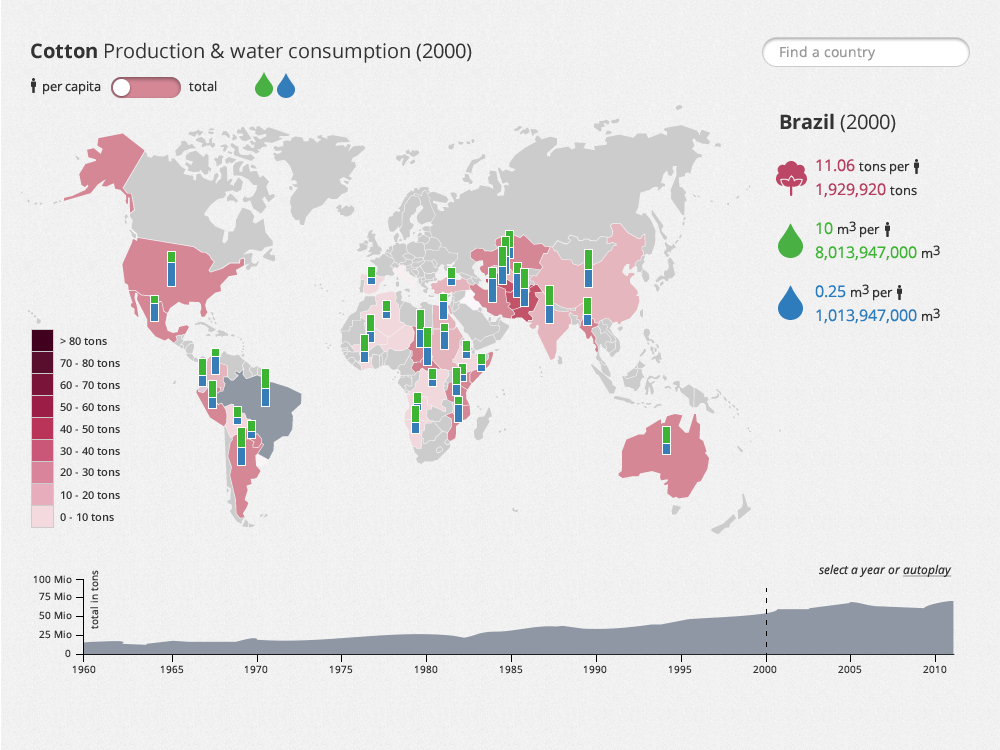 Cotton Production & water consumption (2000)
Find a country
per capita total
Brazil (2000)
11.06 tons per
1,929,920 tons
10 m3 per
8,013,947,000 m3
0.25 m3 per
1,013,947,000 m3
> 80 tons
70 - 80 tons
60 - 70 tons
50 - 60 tons
40 - 50 tons
30 - 40 tons
20 - 30 tons
10 - 20 tons
0 - 10 tons
select a year or autoplay
total in tons
100 Mio
75 Mio
50 Mio
25 Mio
0
1960 1965 1970 1975 1980 1985 1990 1995 2000 2005 2010